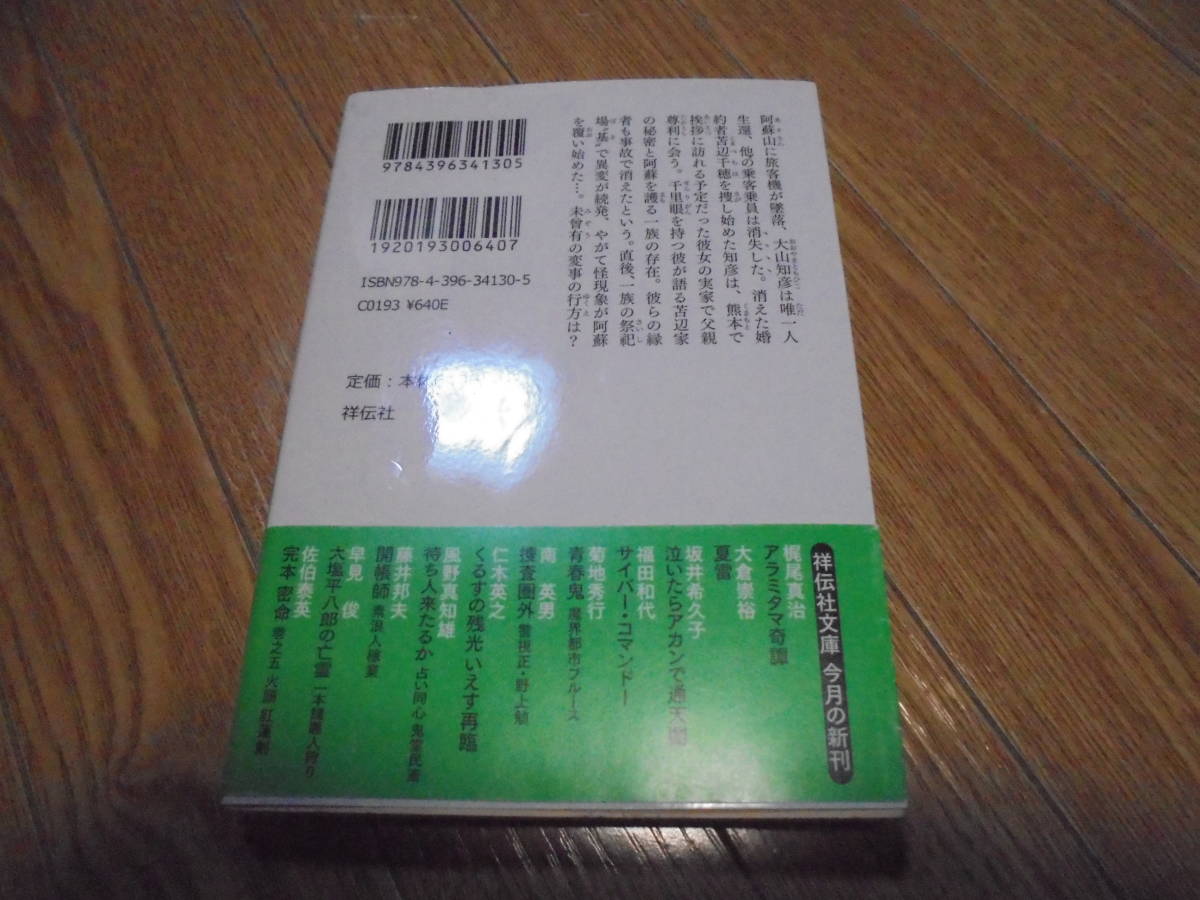 阿蘇山に旅客機が墜落、大山知彦は唯一人
生還、他の乗客乗員は消失した。消えた婚
約者苫辺千穂を捜し始めた知彦は、熊本で
挨拶に訪れる予定だった彼女の実家で父親
尊利に会う。千里眼を持つ彼が語る苫辺家
の秘密と阿蘇を護る一族の存在。彼らの縁
者も事故で消えたという。直後、一族の祭祀
場“基”で異変が続発、やがて怪現象が阿蘇
を覆い始めた…。未曾有の変事の行方は?
9784396341305
1920193006407
ISBN978-4-396-34130-5
C0193 ¥640E
定価:本体
祥伝社
祥伝社文庫 今月の新刊
梶尾真治
アラミタマ奇譚
大倉崇裕
夏雷
坂井希久子
泣いたらアカンで通天閣
福田和代
サイバー・コマンドー
菊地秀行
青春鬼 魔界都市ブルース
南 英男
捜査圏外 警視正・野上勉
仁木英之
くるすの残光 いえす再臨
風野真知雄
待ち人来たるか 占い同心 鬼堂民斎
藤井邦夫
開帳師 素浪人稼業
早見 俊
大塩平八郎の亡霊 一本鑓悪人狩り
佐伯泰英
完本 密命 巻之五 火頭 紅蓮剣